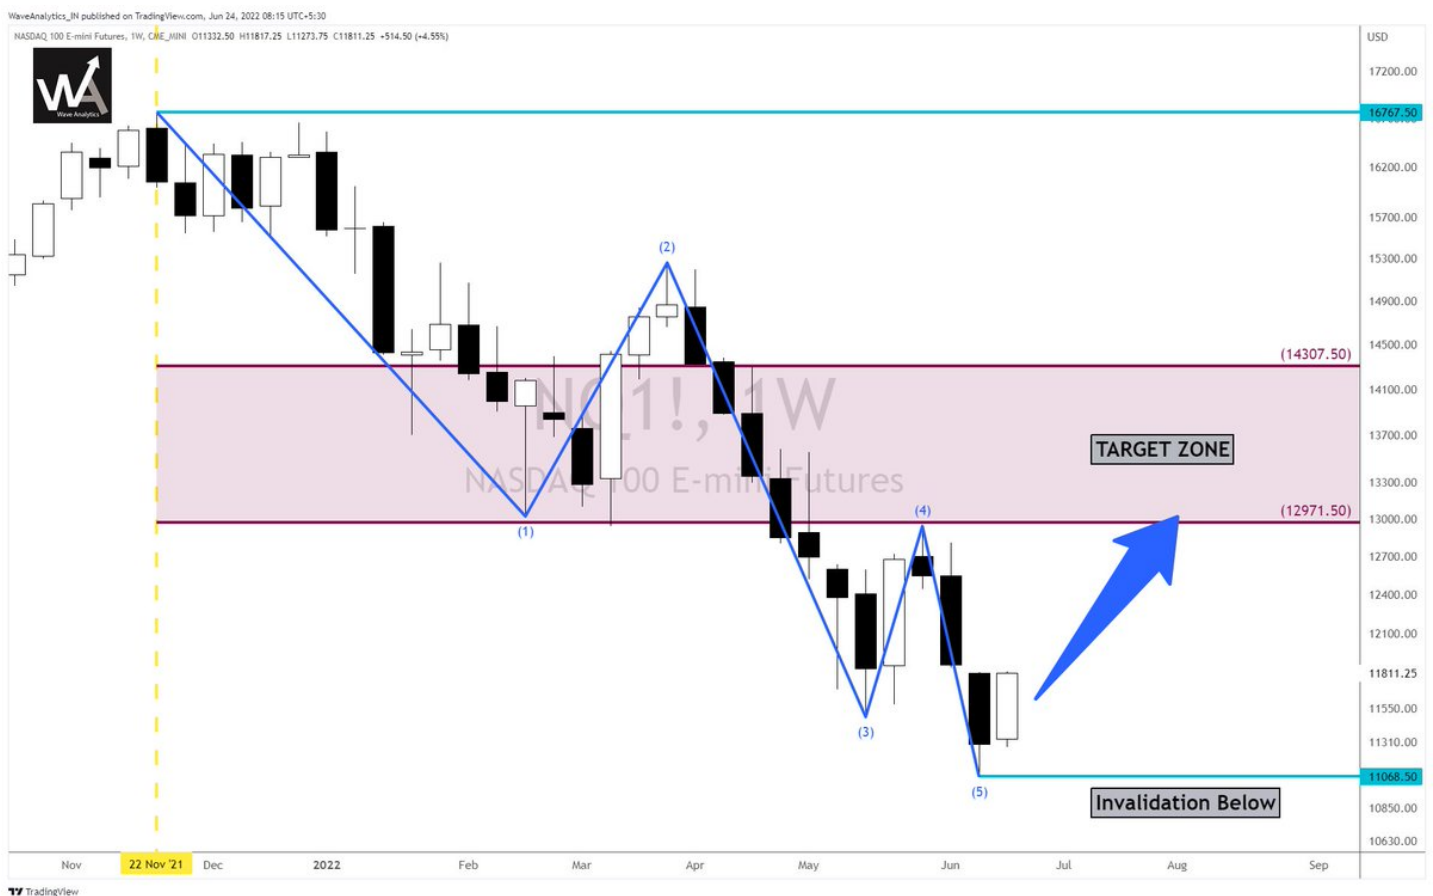 WaveAnalytics_IN published on TradingView.com, Jun 24, 2022 08:15 UTC+5:30
NASDAQ 100 E-mini Futures, 1W, CME_MINI O11332.50 H11817.25 L11273.75 C11811.25 +514.50 (+4.55%)
USD
WA
Wave Analytics
17200.00
16767.50
16200.00
15700.00
(2)
15300.00
14900.00
14500.00
(14307.50)
14100.00
NQ1!, 1W
13700.00
TARGET ZONE
NASDAQ 100 E-mini Futures
13300.00
(12971.50)
(4)
13000.00
(1)
12700.00
12400.00
12100.00
11811.25
11550.00
(3)
11310.00
11068.50
(5)
Invalidation Below
10850.00
10630.00
Nov 22 Nov '21 Dec 2022 Feb Mar Apr May Jun Jul Aug Sep
TradingView